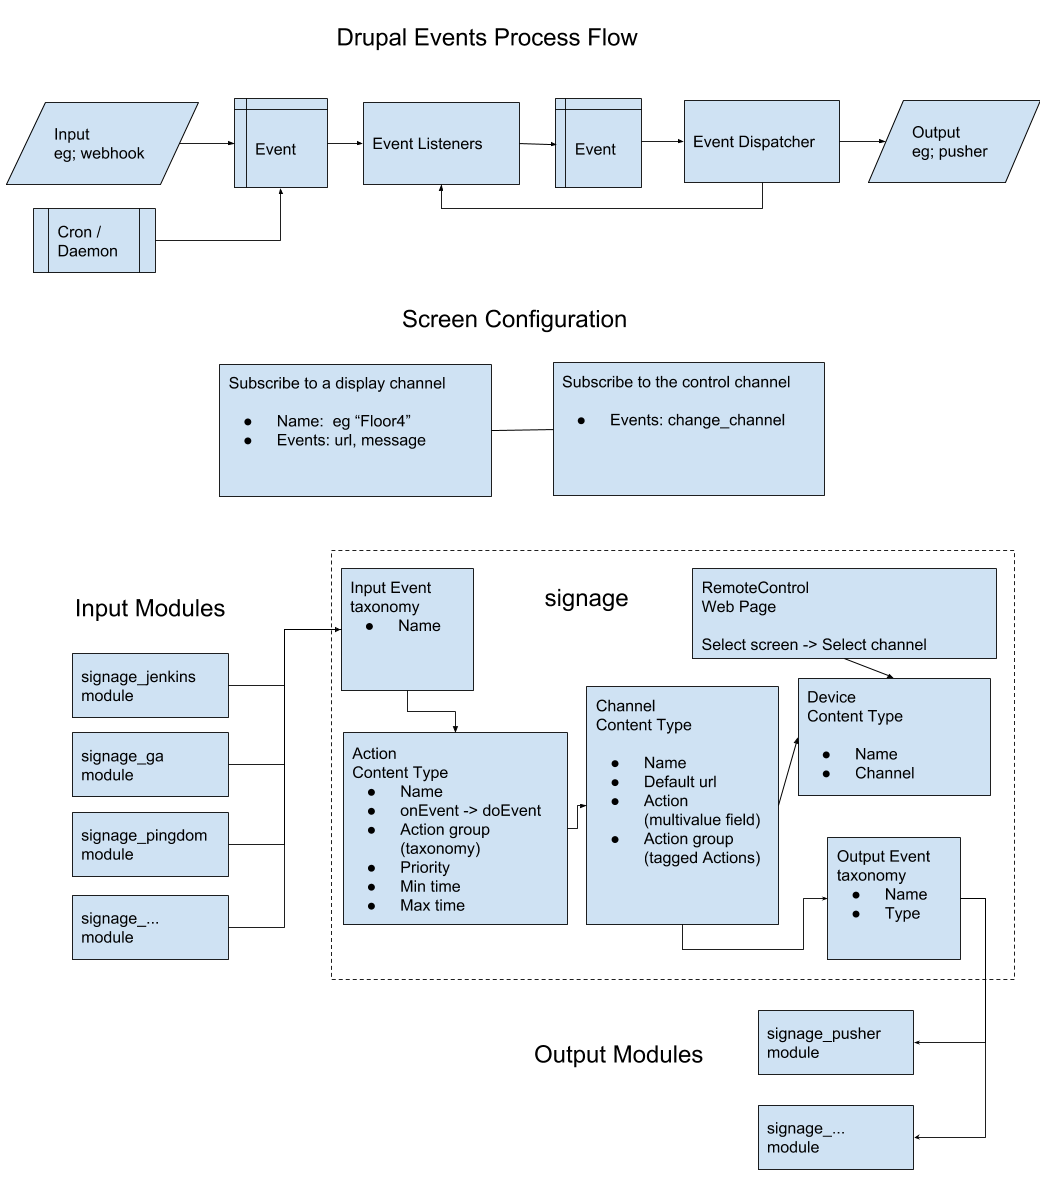 Drupal Events Process Flow
Input
eg; webhook
Event
Event Listeners
Event
Event Dispatcher
Output
eg; pusher
Cron /
Daemon
Screen Configuration
Subscribe to a display channel
● Name: eg “Floor4”
● Events: url, message
Subscribe to the control channel
● Events: change_channel
Input Modules
signage_jenkins
module
signage_ga
module
signage_pingdom
module
signage_...
module
signage
Input Event
taxonomy
● Name
RemoteControl
Web Page
Select screen -> Select channel
Action
Content Type
● Name
● onEvent -> doEvent
● Action group
(taxonomy)
● Priority
● Min time
● Max time
Channel
Content Type
● Name
● Default url
● Action
(multivalue field)
● Action group
(tagged Actions)
Device
Content Type
● Name
● Channel
Output Event
taxonomy
● Name
● Type
Output Modules
signage_pusher
module
signage_...
module